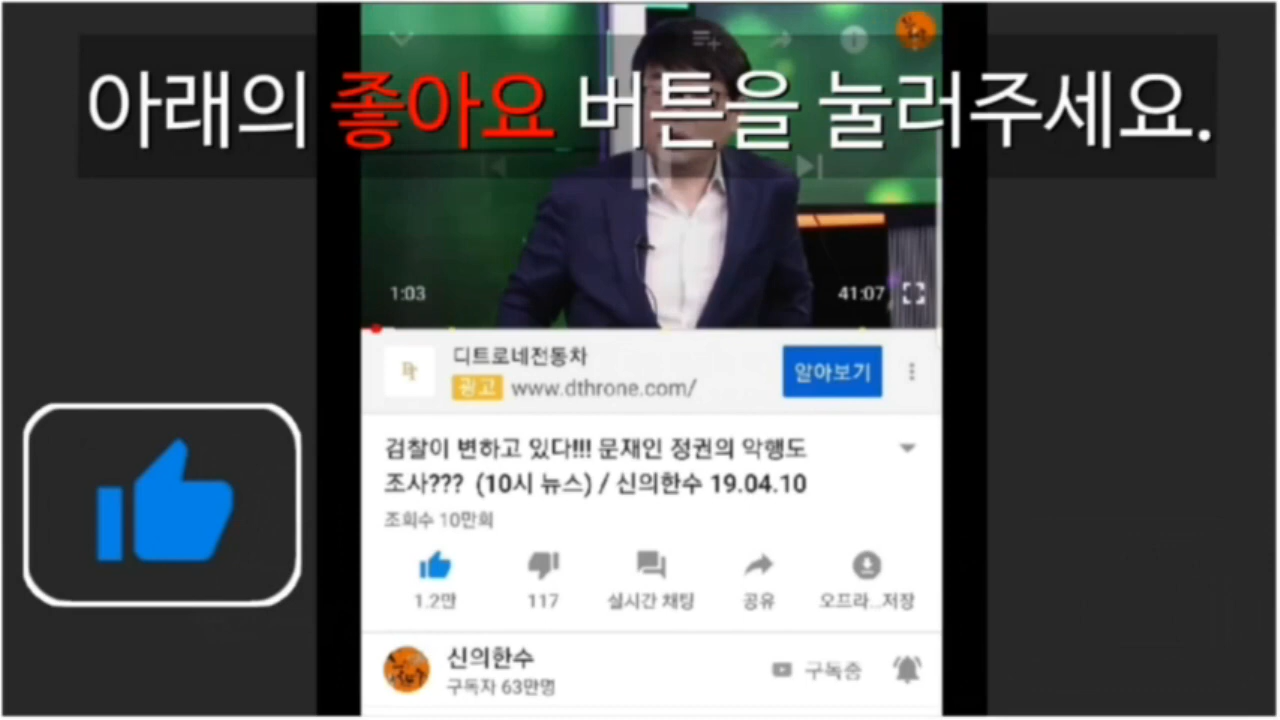 아래의 좋아요 버튼을 눌러주세요.
1:03
41:07
디트로네전동차
알아보기
광고 www.dthrone.com/
검찰이 변하고 있다!!! 문재인 정권의 악행도
조사??? (10시 뉴스) / 신의한수 19.04.10
조회수 10만회
1.2만
117
실시간 채팅
공유
오프라...저장
신의한수
구독중
구독자 63만명